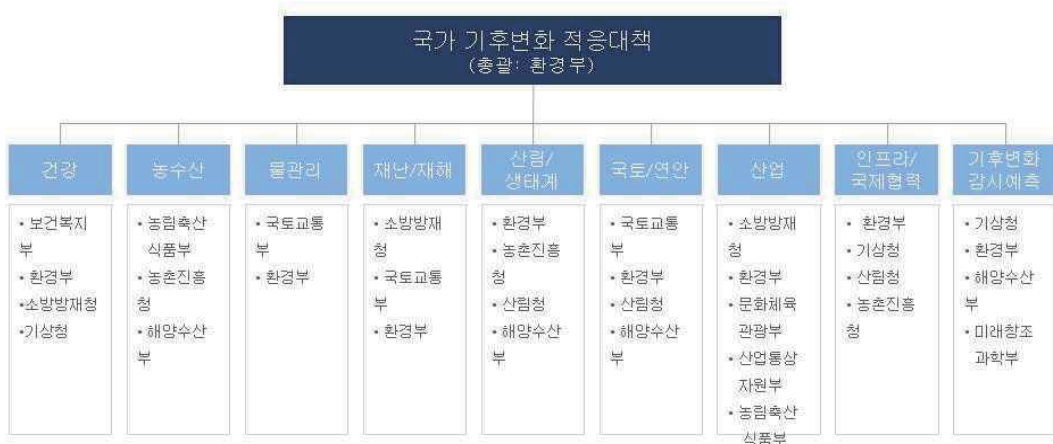 국가 기후변화 적응대책
(총괄: 환경부)
건강
농수산
물관리
재난/재해
산림/
생태계
국토/연안
산업
인프라/
국제협력
기후변화
감시예측
• 보건복지
부
• 환경부
•소방방재청
•기상청
• 농림축산
식품부
• 농촌진흥
청
• 해양수산
부
• 국토교통
부
• 환경부
• 소방방재
청
• 국토교통
부
• 환경부
• 환경부
• 농촌진흥
청
• 산림청
• 해양수산
부
• 국토교통
부
• 환경부
• 산림청
• 해양수산
부
• 소방방재
청
• 환경부
• 문화체육
관광부
• 산업통상
자원부
• 농림축산
식품부
• 환경부
• 기상청
• 산림청
• 농촌진흥
청
• 기상청
• 환경부
• 해양수산
부
• 미래창조
과학부